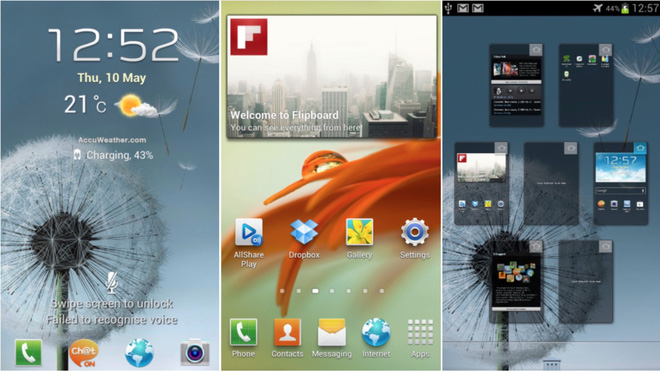 12:52
Thu, 10 May
21°C
AccuWeather.com
Charging, 43%
Swipe screen to unlock
Failed to recognise voice
Ch@t
ON
Welcome to Flipboard
You can see everything from here
AllShare
Play
Dropbox
Gallery
Settings
Phone
Contacts
Messaging
Internet
Apps
44% 12:57
12:57